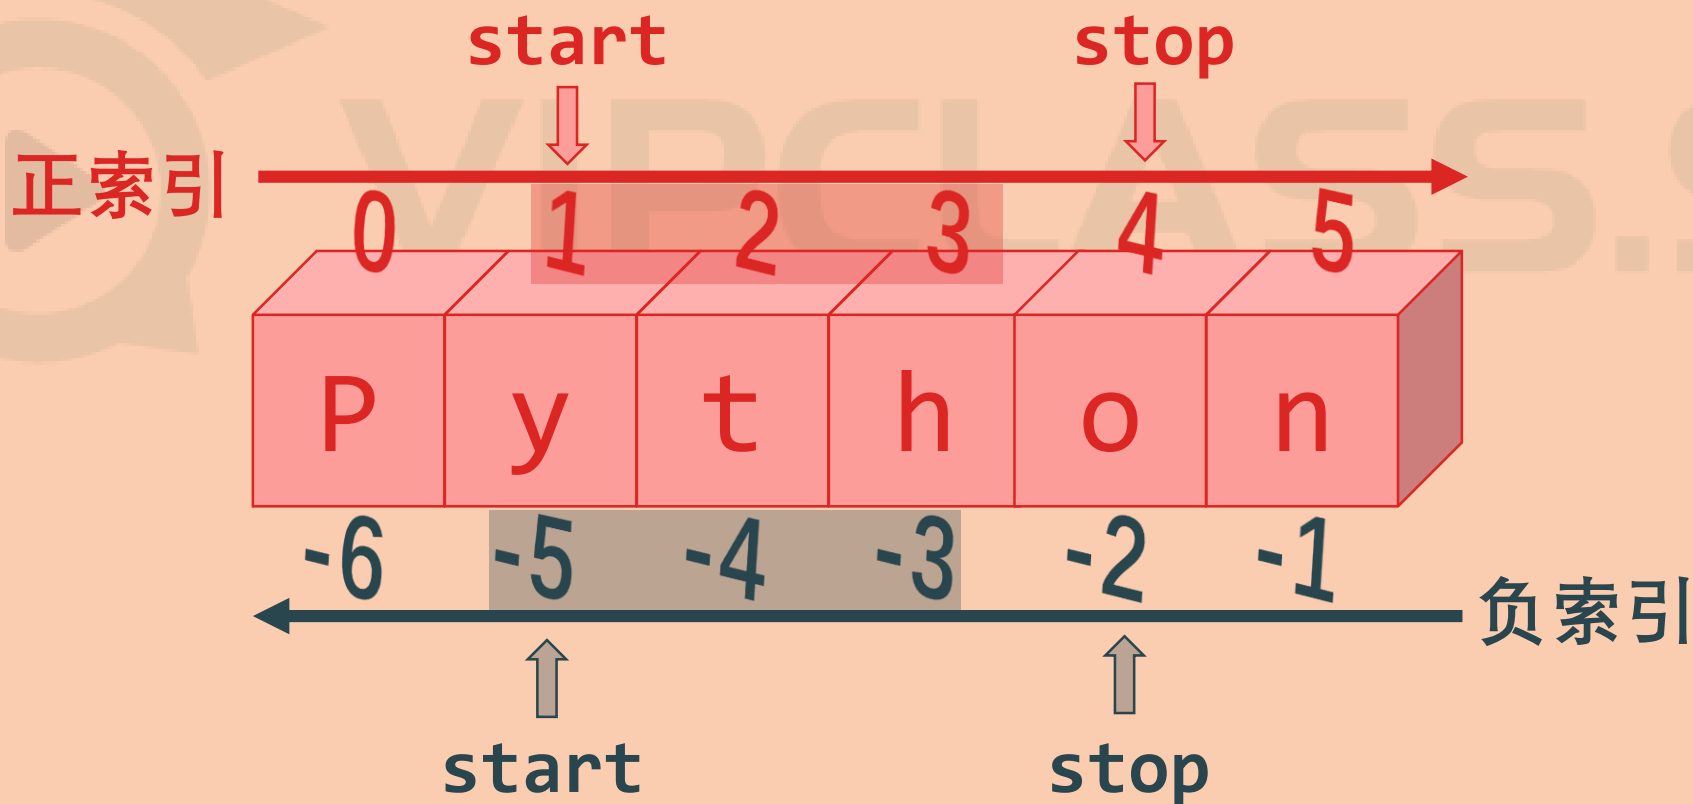 start stop
正索引
0 1 2 3 4 5
P y t h o n
-6 -5 -4 -3 -2 -1
负索引
start stop
VIPCLASS.S